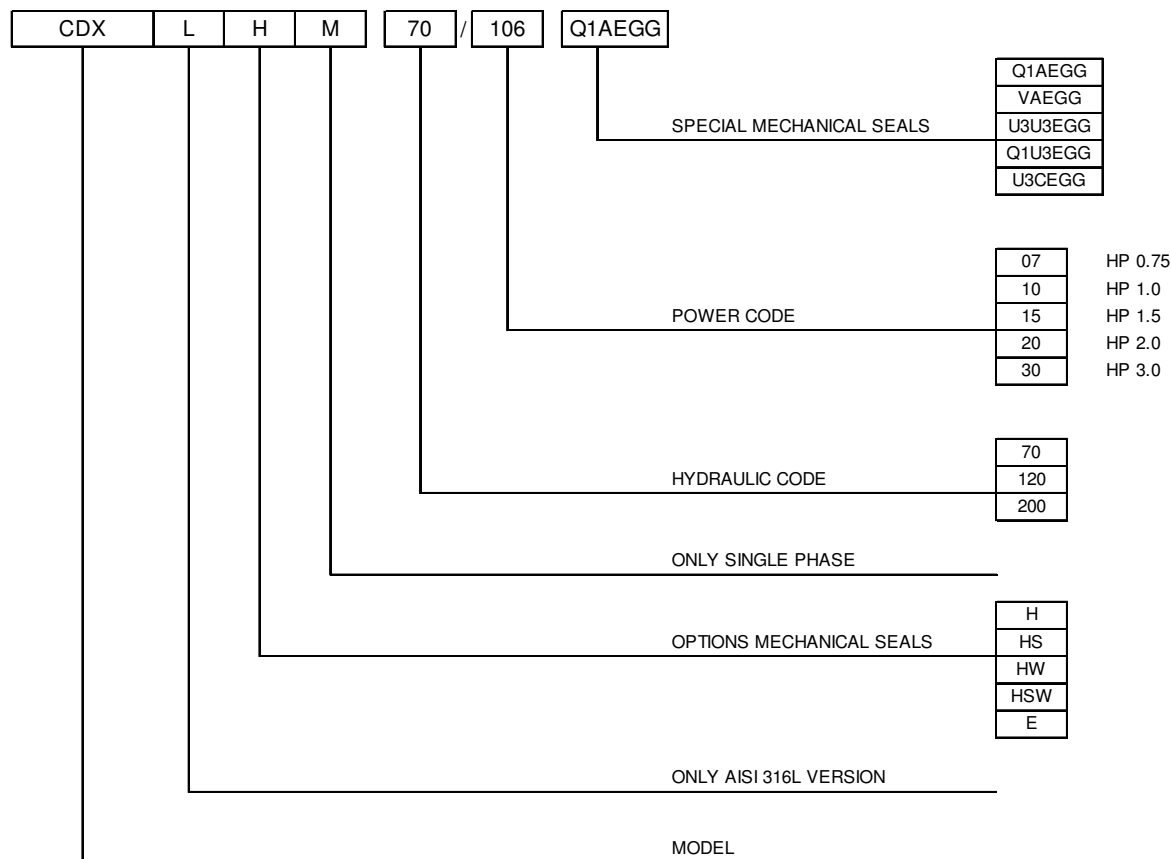 CDX L H M 70 / 106 Q1AEGG
Q1AEGG
VAEGG
SPECIAL MECHANICAL SEALS U3U3EGG
Q1U3EGG
U3CEGG
07 HP 0.75
10 HP 1.0
POWER CODE 15 HP 1.5
20 HP 2.0
30 HP 3.0
70
HYDRAULIC CODE 120
200
ONLY SINGLE PHASE
H
OPTIONS MECHANICAL SEALS HS
HW
HSW
E
ONLY AISI 316L VERSION
MODEL